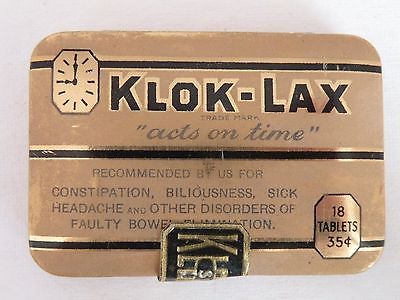 KLOK-LAX
TRADE MARK
"acts on time"
RECOMMENDED BY US FOR
CONSTIPATION, BILIOUSNESS, SICK
HEADACHE AND OTHER DISORDERS OF
FAULTY BOWEL ELIMINATION.
18
TABLETS
35¢